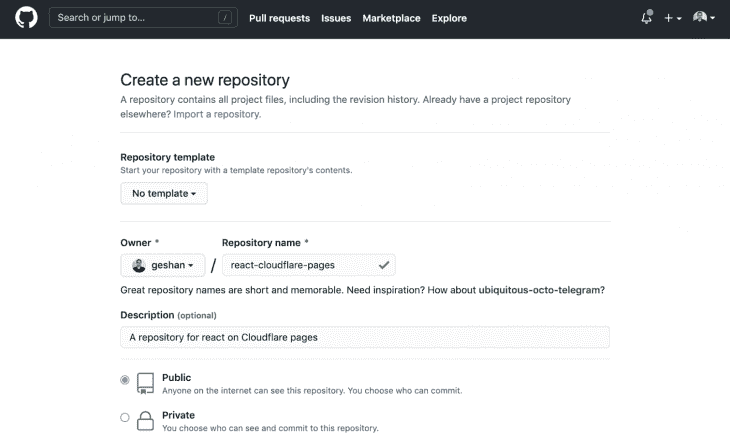 Search or jump to... / Pull requests Issues Marketplace Explore
Create a new repository
A repository contains all project files, including the revision history. Already have a project repository
elsewhere? Import a repository.
Repository template
Start your repository with a template repository's contents.
No template
Owner * Repository name *
geshan / react-cloudflare-pages
Great repository names are short and memorable. Need inspiration? How about ubiquitous-octo-telegram?
Description (optional)
A repository for react on Cloudflare pages
Public
Anyone on the internet can see this repository. You choose who can commit.
Private
You choose who can see and commit to this repository.